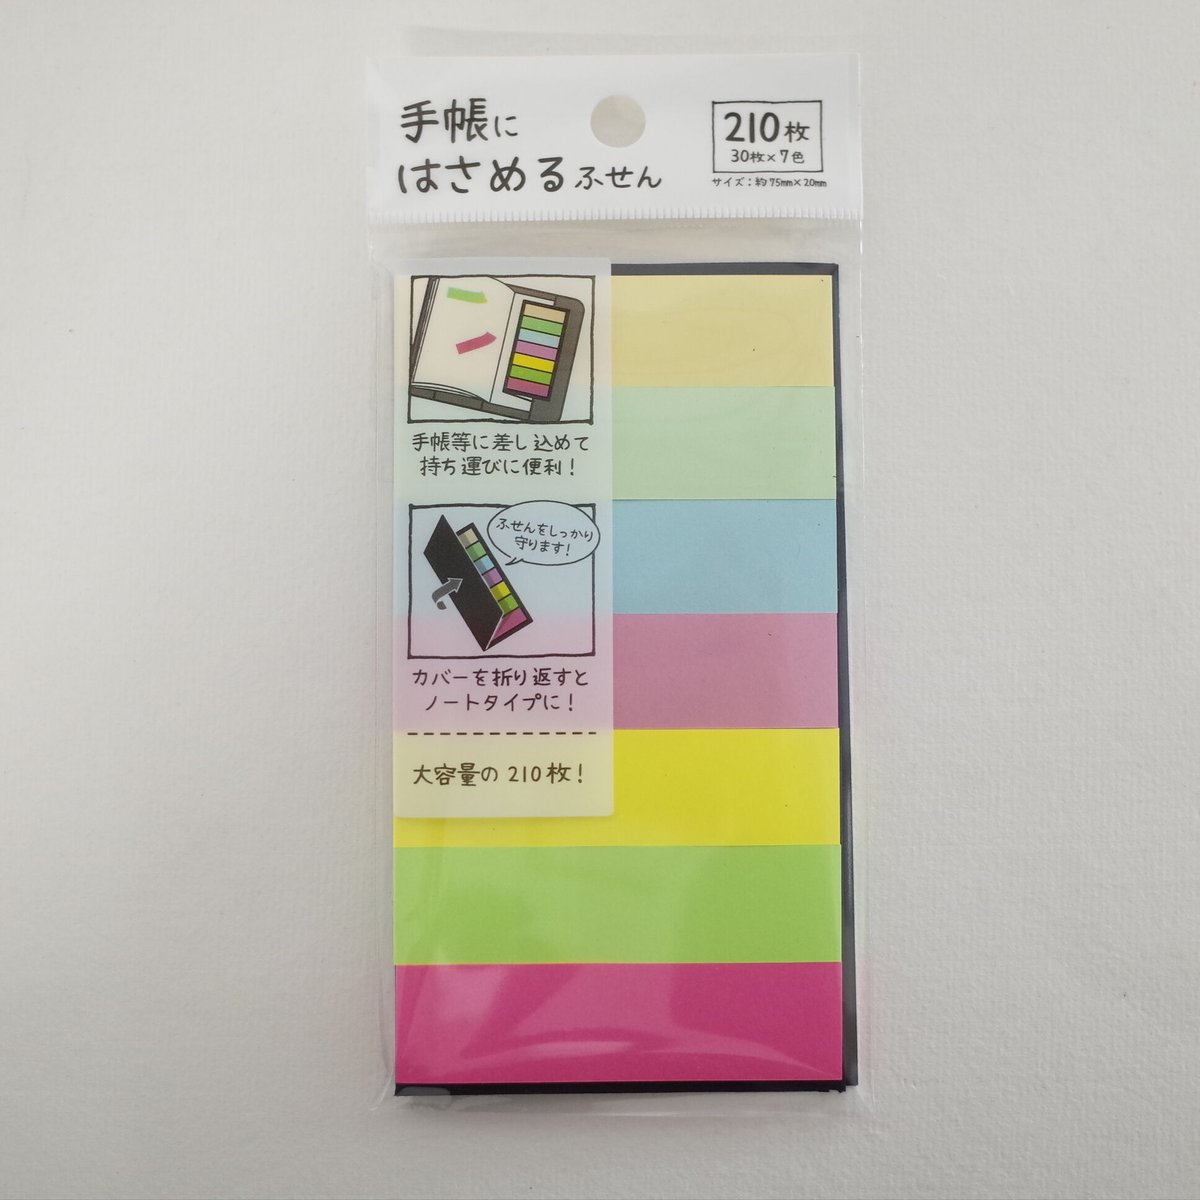 手帳に
はさめるふせん
210枚
30枚×7色
サイズ：約75mm×20mm
手帳等に差し込めて
持ち運びに便利！
ふせんをしっかり
守ります！
カバーを折り返すと
ノートタイプに！
大容量の210枚！